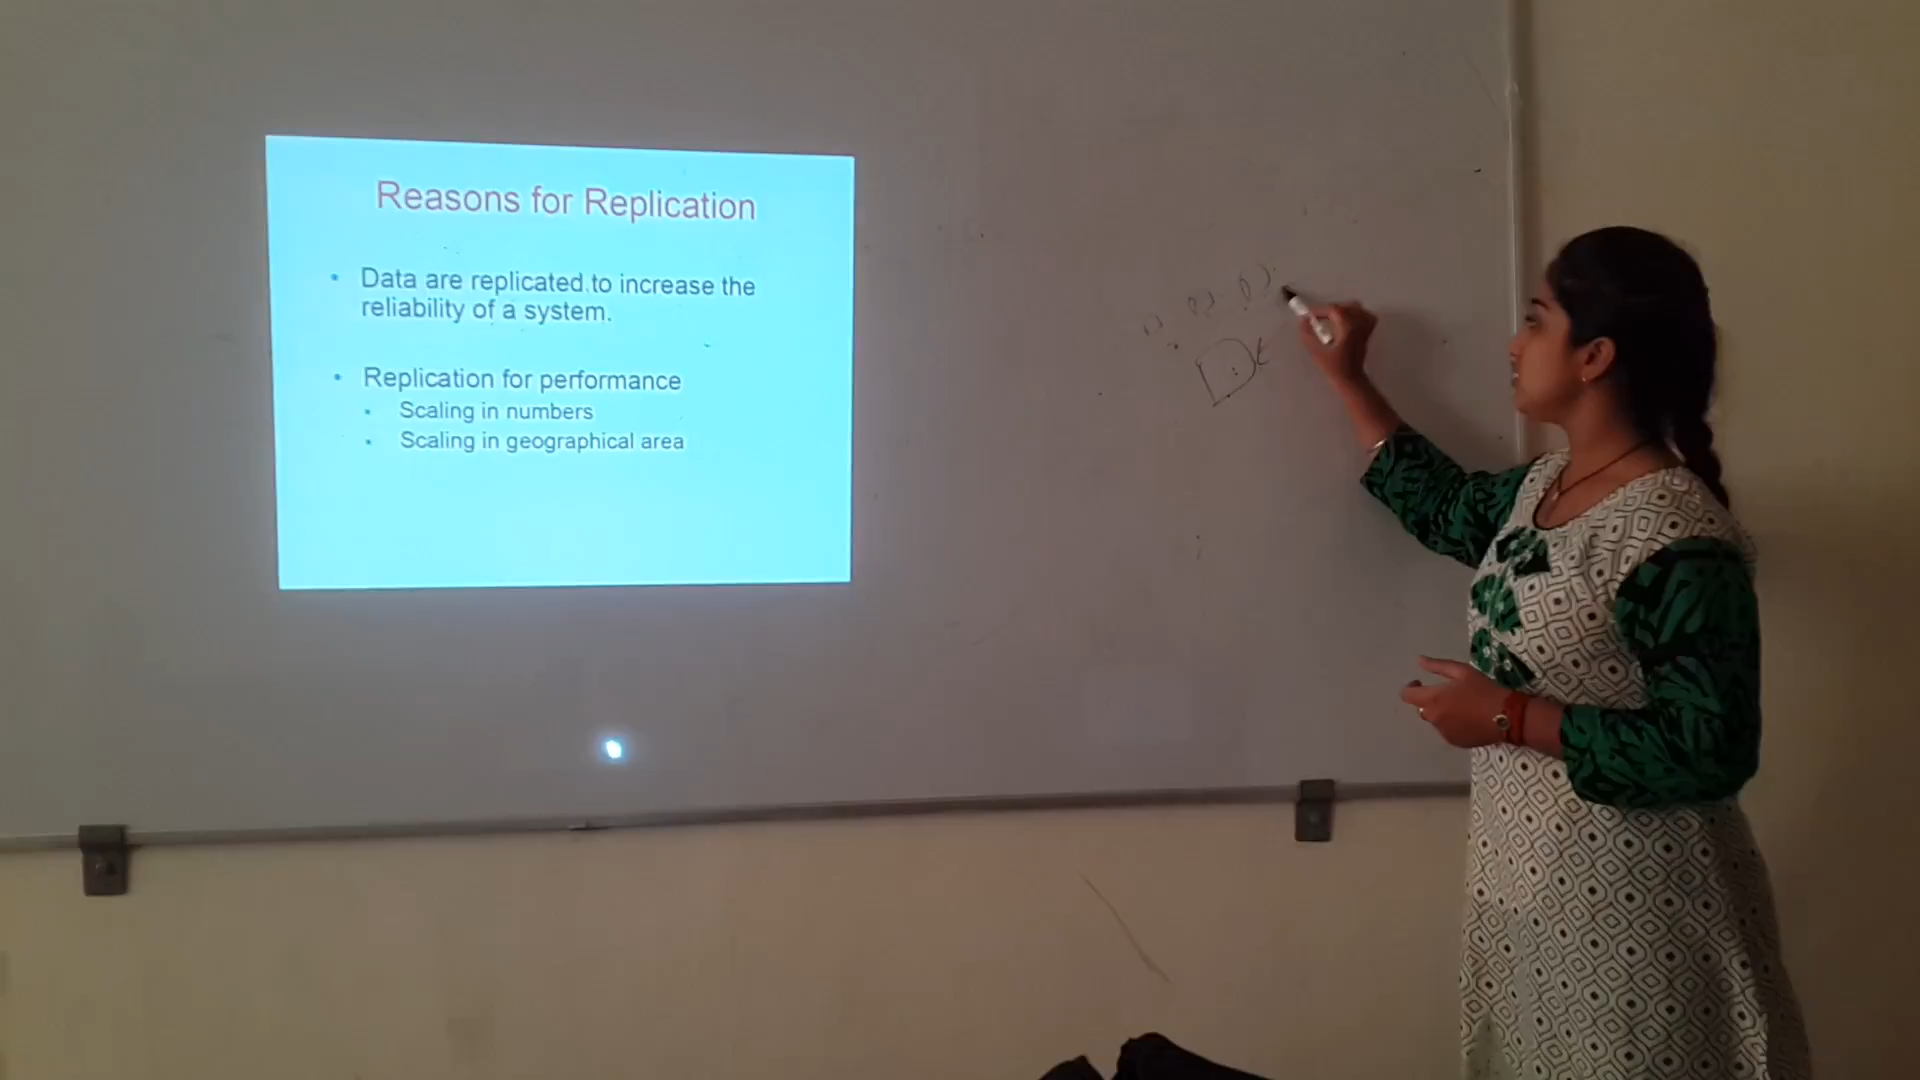 Reasons for Replication
• Data are replicated to increase the
reliability of a system.
• Replication for performance
• Scaling in numbers
• Scaling in geographical area